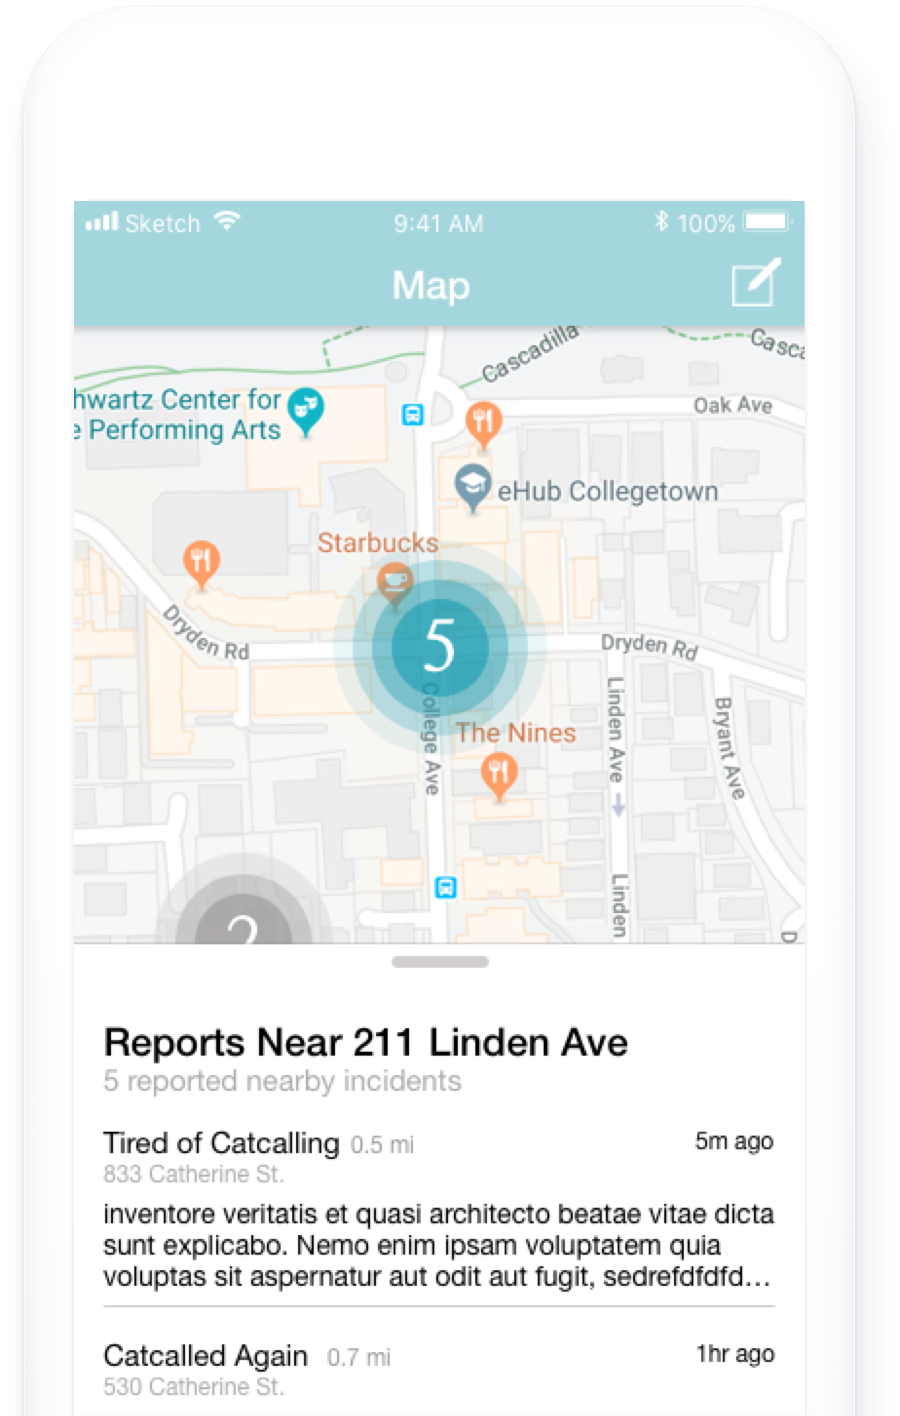 Sketch 9:41 AM 100%
Map
Cascadilla
Casca
hwartz Center for
e Performing Arts
Oak Ave
eHub Collegetown
Starbucks
Dryden Rd
5
Dryden Rd
College Ave
Linden Ave
Bryant Ave
The Nines
Linden
2
D
Reports Near 211 Linden Ave
5 reported nearby incidents
Tired of Catcalling 0.5 mi 5m ago
833 Catherine St.
inventore veritatis et quasi architecto beatae vitae dicta
sunt explicabo. Nemo enim ipsam voluptatem quia
voluptas sit aspernatur aut odit aut fugit, sedrefdfdfd...
Catcalled Again 0.7 mi 1hr ago
530 Catherine St.